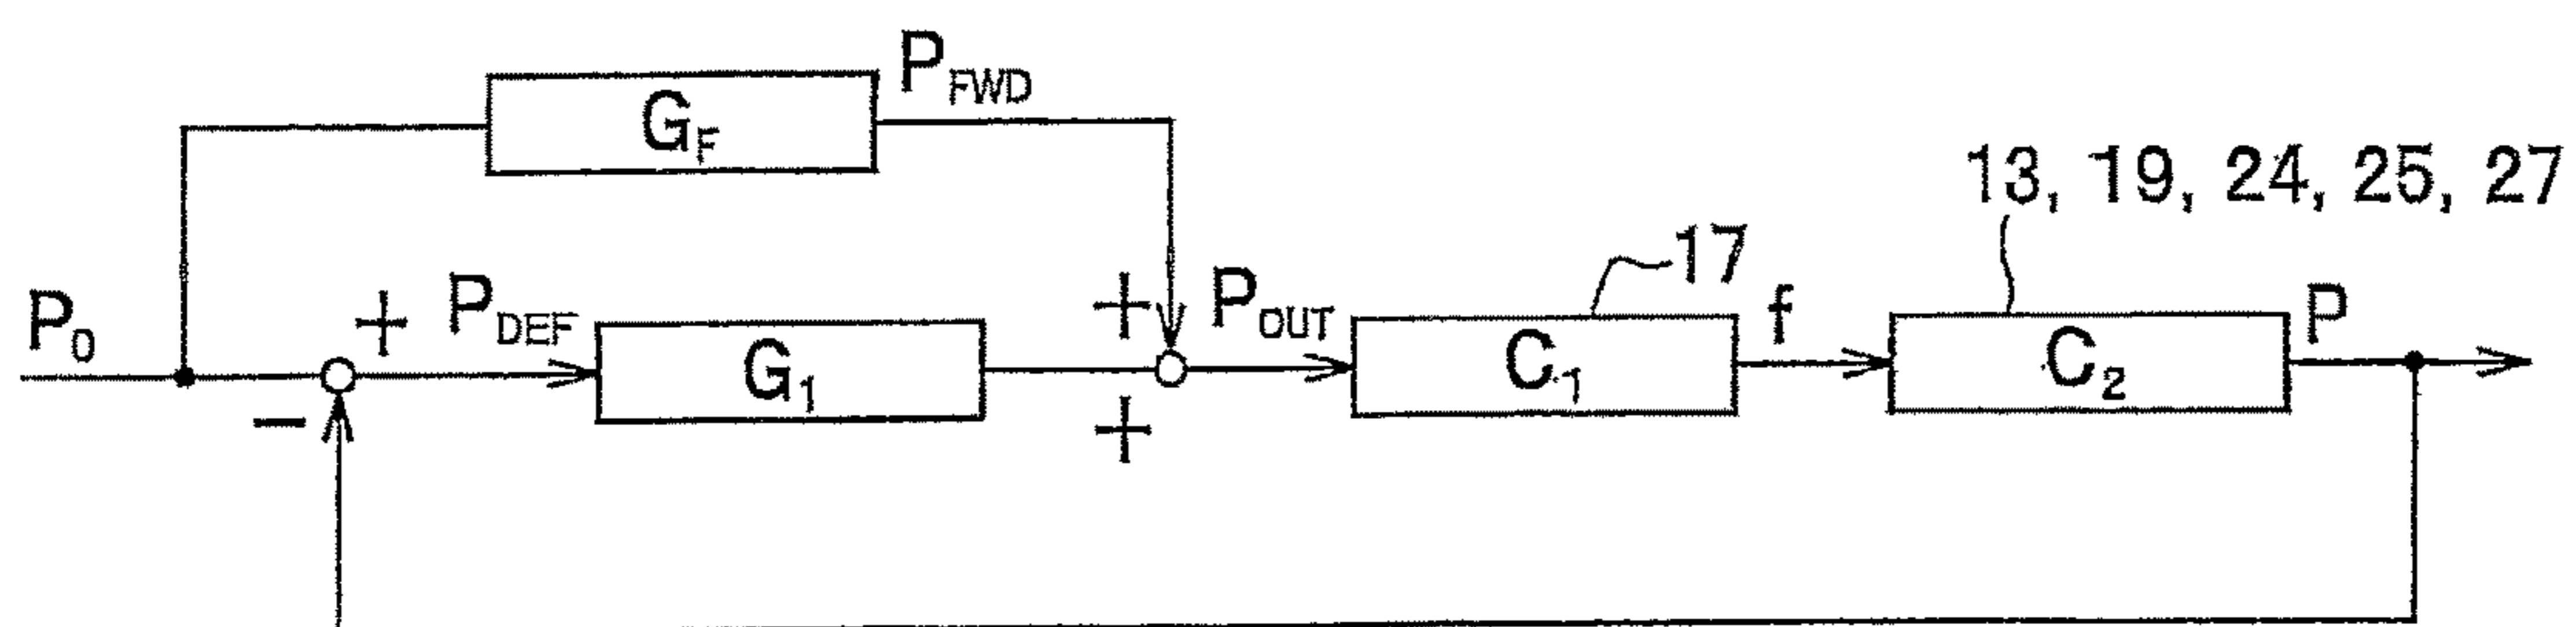 P_FWD
G_F
13, 19, 24, 25, 27
17
P_0
+
P_DEF
G_1
+
P_OUT
C_1
f
C_2
P
−
+